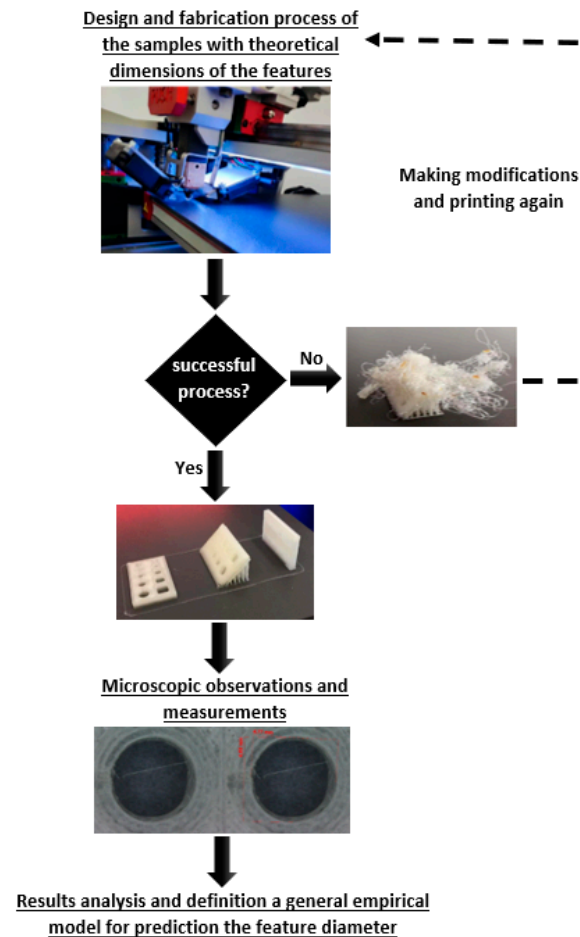 Design and fabrication process of
the samples with theoretical
dimensions of the features
Making modifications
and printing again
successful
process?
No
Yes
Microscopic observations and
measurements
Results analysis and definition a general empirical
model for prediction the feature diameter